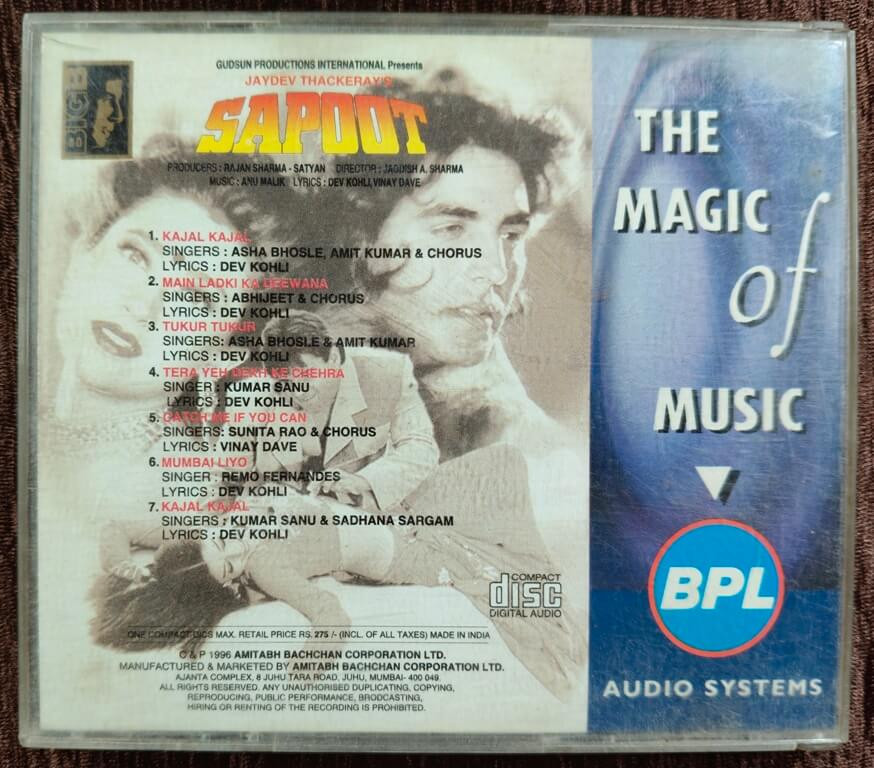 BIG B
GUDSUN PRODUCTIONS INTERNATIONAL Presents
JAYDEV THACKERAY'S
SAPOOT
PRODUCERS : RAJAN SHARMA - SATYAN DIRECTOR : JAGDISH A. SHARMA
MUSIC : ANU MALIK LYRICS : DEV KOHLI, VINAY DAVE
1. KAJAL KAJAL
SINGERS : ASHA BHOSLE, AMIT KUMAR & CHORUS
LYRICS : DEV KOHLI
2. MAIN LADKI KA DEEWANA
SINGERS : ABHIJEET & CHORUS
LYRICS : DEV KOHLI
3. TUKUR TUKUR
SINGERS: ASHA BHOSLE & AMIT KUMAR
LYRICS : DEV KOHLI
4. TERA YEH DEKH KE CHEHRA
SINGER : KUMAR SANU
LYRICS : DEV KOHLI
5. CATCH ME IF YOU CAN
SINGERS: SUNITA RAO & CHORUS
LYRICS : VINAY DAVE
6. MUMBAI LIYO
SINGER : REMO FERNANDES
LYRICS : DEV KOHLI
7. KAJAL KAJAL
SINGERS : KUMAR SANU & SADHANA SARGAM
LYRICS : DEV KOHLI
COMPACT
disc
DIGITAL AUDIO
ONE COMPACT DICS MAX. RETAIL PRICE RS. 275 /- (INCL. OF ALL TAXES) MADE IN INDIA
© & P 1996 AMITABH BACHCHAN CORPORATION LTD.
MANUFACTURED & MARKETED BY AMITABH BACHCHAN CORPORATION LTD.
AJANTA COMPLEX, 8 JUHU TARA ROAD, JUHU, MUMBAI- 400 049.
ALL RIGHTS RESERVED. ANY UNAUTHORISED DUPLICATING, COPYING,
REPRODUCING, PUBLIC PERFORMANCE, BRODCASTING,
HIRING OR RENTING OF THE RECORDING IS PROHIBITED.
THE
MAGIC
of
MUSIC
BPL
AUDIO SYSTEMS